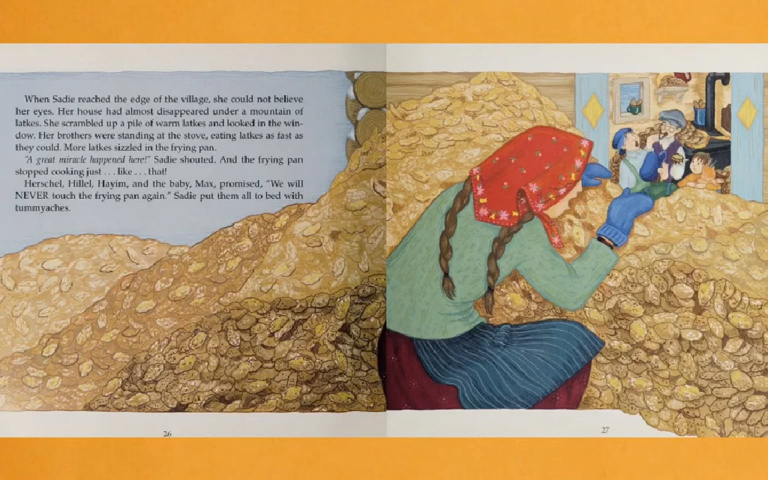 When Sadie reached the edge of the village, she could not believe
her eyes. Her house had almost disappeared under a mountain of
latkes. She scrambled up a pile of warm latkes and looked in the win-
dow. Her brothers were standing at the stove, eating latkes as fast as
they could. More latkes sizzled in the frying pan.
"A great miracle happened here!" Sadie shouted. And the frying pan
stopped cooking just . . . like . . . that!
Herschel, Hillel, Hayim, and the baby, Max, promised, "We will
NEVER touch the frying pan again." Sadie put them all to bed with
tummyaches.
26
27